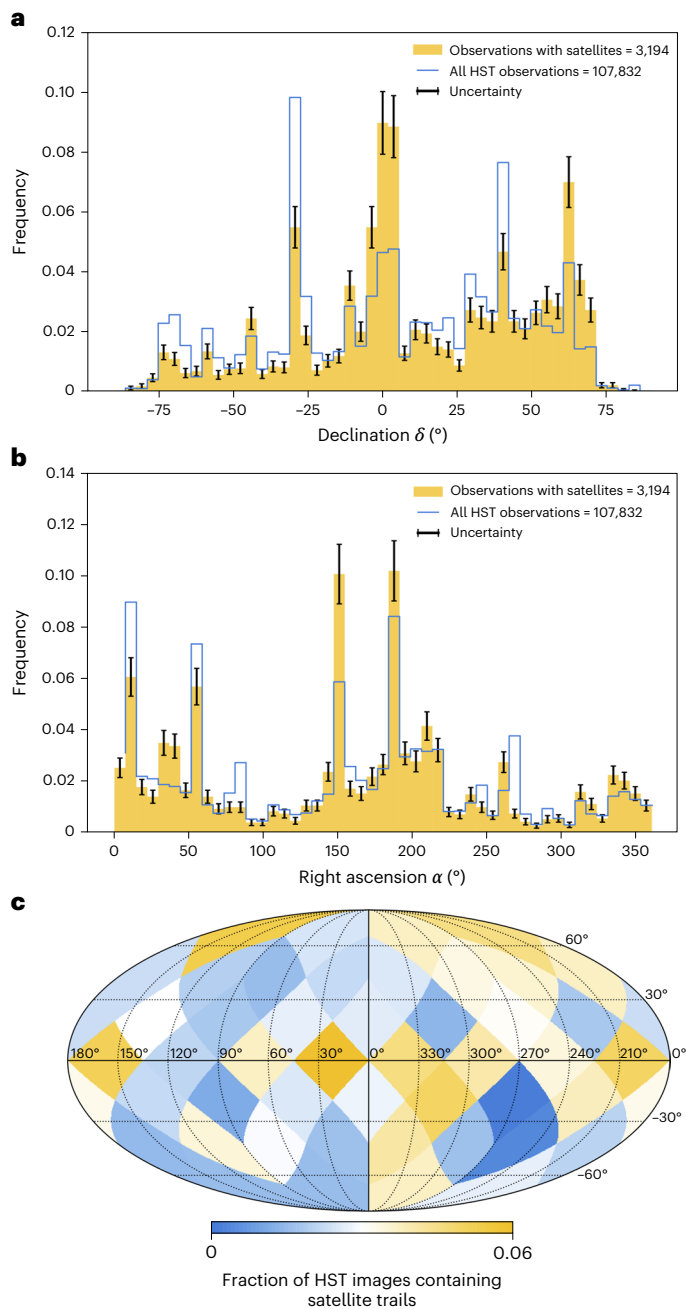 a
0.12
0.10
0.08
0.06
0.04
0.02
0
Frequency
Observations with satellites = 3,194
All HST observations = 107,832
Uncertainty
−75
−50
−25
0
25
50
75
Declination δ (°)
b
0.14
0.12
0.10
0.08
0.06
0.04
0.02
0
Frequency
Observations with satellites = 3,194
All HST observations = 107,832
Uncertainty
0
50
100
150
200
250
300
350
Right ascension α (°)
c
60°
30°
180° 150° 120° 90° 60° 30° 0° 330° 300° 270° 240° 210° 0°
−30°
−60°
0
0.06
Fraction of HST images containing
satellite trails